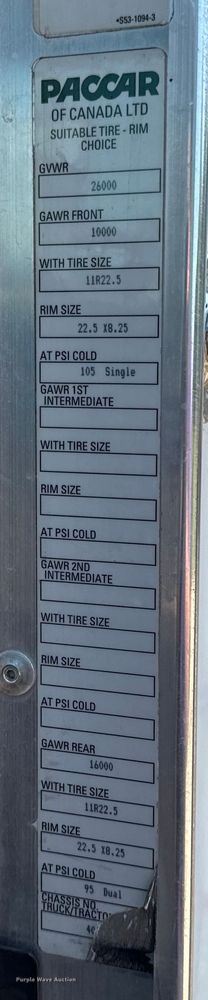 •S53-1094-3
PACCAR
OF CANADA LTD
SUITABLE TIRE - RIM
CHOICE
GVWR
26000
GAWR FRONT
10000
WITH TIRE SIZE
11R22.5
RIM SIZE
22.5 X8.25
AT PSI COLD
105 Single
GAWR 1ST
INTERMEDIATE
WITH TIRE SIZE
RIM SIZE
AT PSI COLD
GAWR 2ND
INTERMEDIATE
WITH TIRE SIZE
RIM SIZE
AT PSI COLD
GAWR REAR
16000
WITH TIRE SIZE
11R22.5
RIM SIZE
22.5 X8.25
AT PSI COLD
95 Dual
CHASSIS NO.
TRUCK/TRACTO
Purple Wave Auction